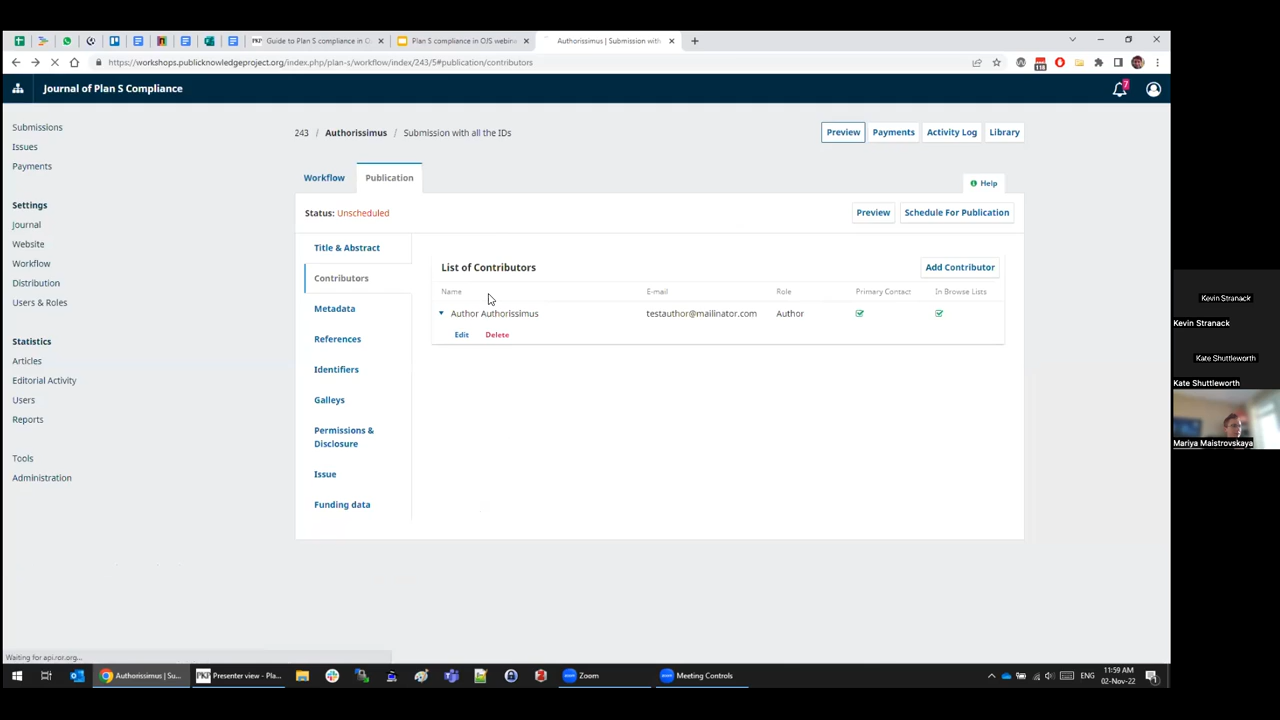 Guide to Plan S compliance in O
Plan S compliance in OJS webinar
Authorissimus | Submission with
https://workshops.publicknowledgeproject.org/index.php/plan-s/workflow/index/243/5#publication/contributors
118
Journal of Plan S Compliance
7
Submissions
Issues
Payments
Settings
Journal
Website
Workflow
Distribution
Users & Roles
Statistics
Articles
Editorial Activity
Users
Reports
Tools
Administration
243 / Authorissimus / Submission with all the IDs
Preview
Payments
Activity Log
Library
Workflow
Publication
Help
Status: Unscheduled
Preview
Schedule For Publication
Title & Abstract
Contributors
Metadata
References
Identifiers
Galleys
Permissions &
Disclosure
Issue
Funding data
List of Contributors
Add Contributor
Name
E-mail
Role
Primary Contact
In Browse Lists
Author Authorissimus
testauthor@mailinator.com
Author
Edit
Delete
Kevin Stranack
Kevin Stranack
Kate Shuttleworth
Kate Shuttleworth
Mariya Maistrovskaya
Waiting for api.ror.org...
Authorissimus | Su...
PKP
Presenter view - Pla...
Zoom
Meeting Controls
ENG
11:59 AM
02-Nov-22